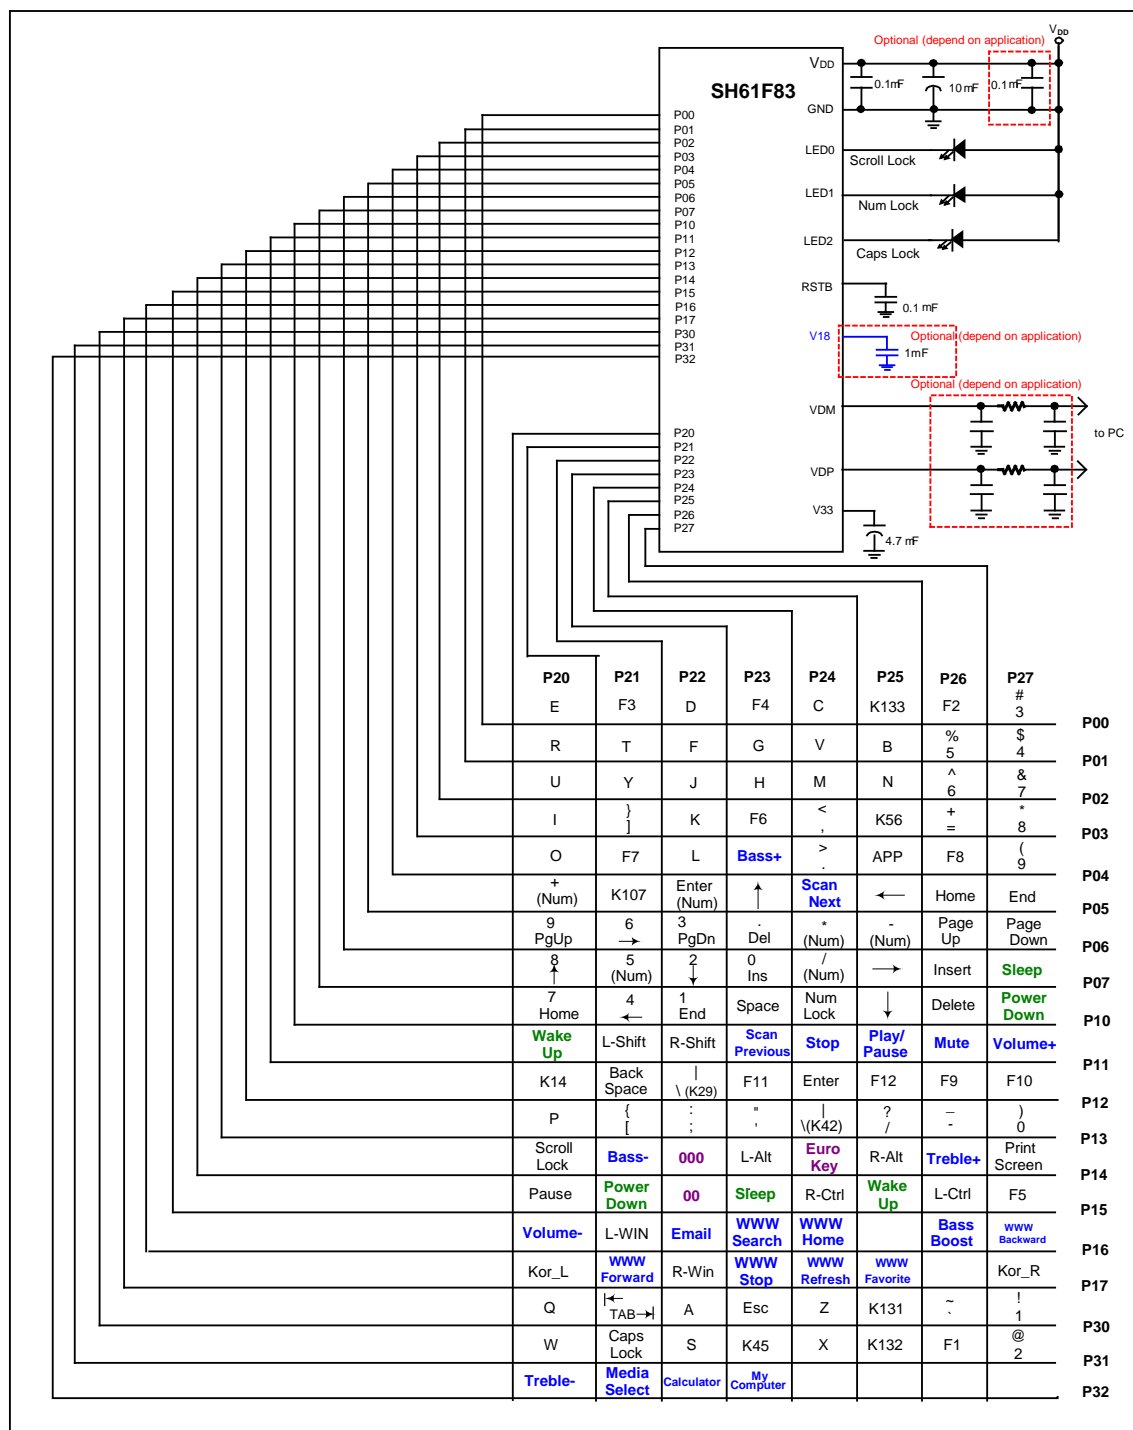 V DD
Optional (depend on application)
SH61F83
VDD
0.1mF
10 mF
0.1mF
GND
P00
P01
P02
P03
P04
P05
P06
P07
P10
P11
P12
P13
P14
P15
P16
P17
P30
P31
P32
LED0
Scroll Lock
LED1
Num Lock
LED2
Caps Lock
RSTB
0.1 mF
V18
Optional (depend on application)
1mF
Optional (depend on application)
VDM
to PC
VDP
V33
4.7 mF
P20
P21
P22
P23
P24
P25
P26
P27
P20 P21 P22 P23 P24 P25 P26 P27
E F3 D F4 C K133 F2 # 3
P00
R T F G V B % 5 $ 4
P01
U Y J H M N ^ 6 & 7
P02
I } ] K F6 < , K56 + = * 8
P03
O F7 L Bass+ > . APP F8 ( 9
P04
+ (Num) K107 Enter (Num) ↑ Scan Next ← Home End
P05
9 PgUp 6 → 3 PgDn . Del * (Num) - (Num) Page Up Page Down
P06
8 ↑ 5 (Num) 2 ↓ 0 Ins / (Num) → Insert Sleep
P07
7 Home 4 ← 1 End Space Num Lock ↓ Delete Power Down
P10
Wake Up L-Shift R-Shift Scan Previous Stop Play/ Pause Mute Volume+
P11
K14 Back Space | \ (K29) F11 Enter F12 F9 F10
P12
P { [ : ; " ' | \(K42) ? / _ - ) 0
P13
Scroll Lock Bass- 000 L-Alt Euro Key R-Alt Treble+ Print Screen
P14
Pause Power Down 00 Sleep R-Ctrl Wake Up L-Ctrl F5
P15
Volume- L-WIN Email WWW Search WWW Home Bass Boost WWW Backward
P16
Kor_L WWW Forward R-Win WWW Stop WWW Refresh WWW Favorite Kor_R
P17
Q |← TAB→| A Esc Z K131 ~ ` ! 1
P30
W Caps Lock S K45 X K132 F1 @ 2
P31
Treble- Media Select Calculator My Computer
P32